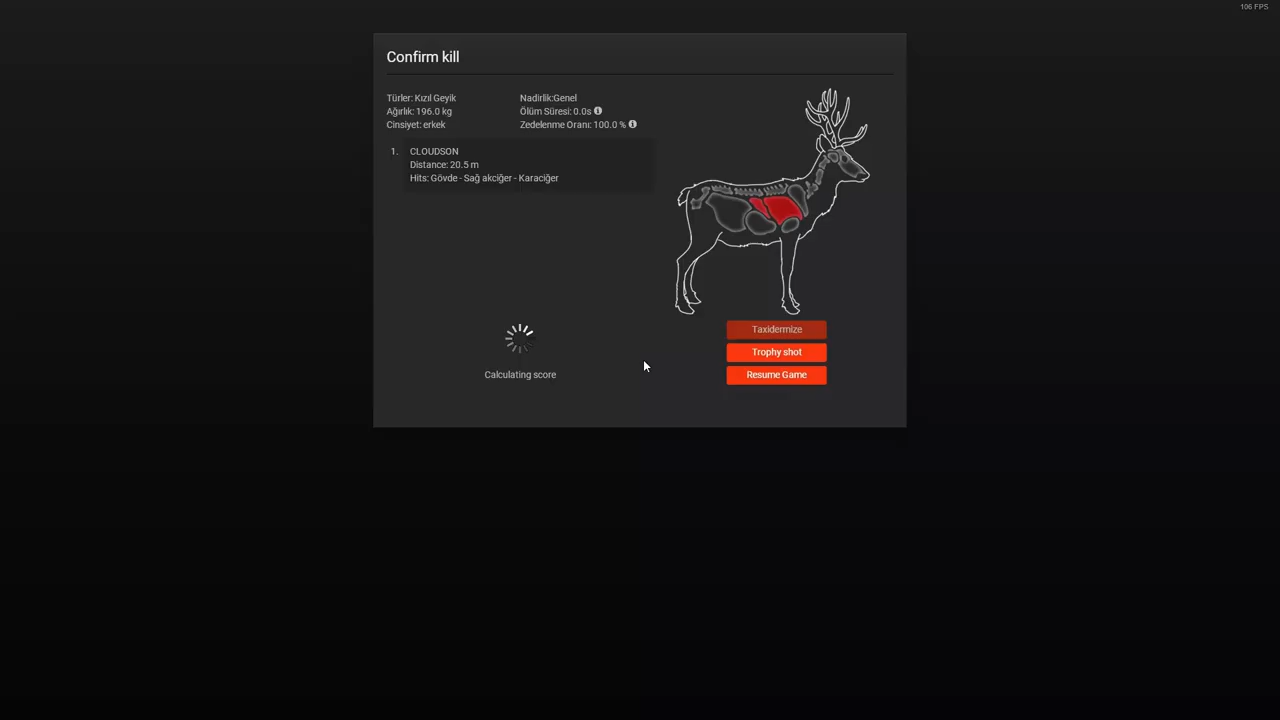 106 FPS
Confirm kill
Türler: Kızıl Geyik
Nadirlik:Genel
Ağırlık: 196.0 kg
Ölüm Süresi: 0.0s
Cinsiyet: erkek
Zedelenme Oranı: 100.0 %
1. CLOUDSON
Distance: 20.5 m
Hits: Gövde - Sağ akciğer - Karaciğer
Taxidermize
Trophy shot
Resume Game
Calculating score